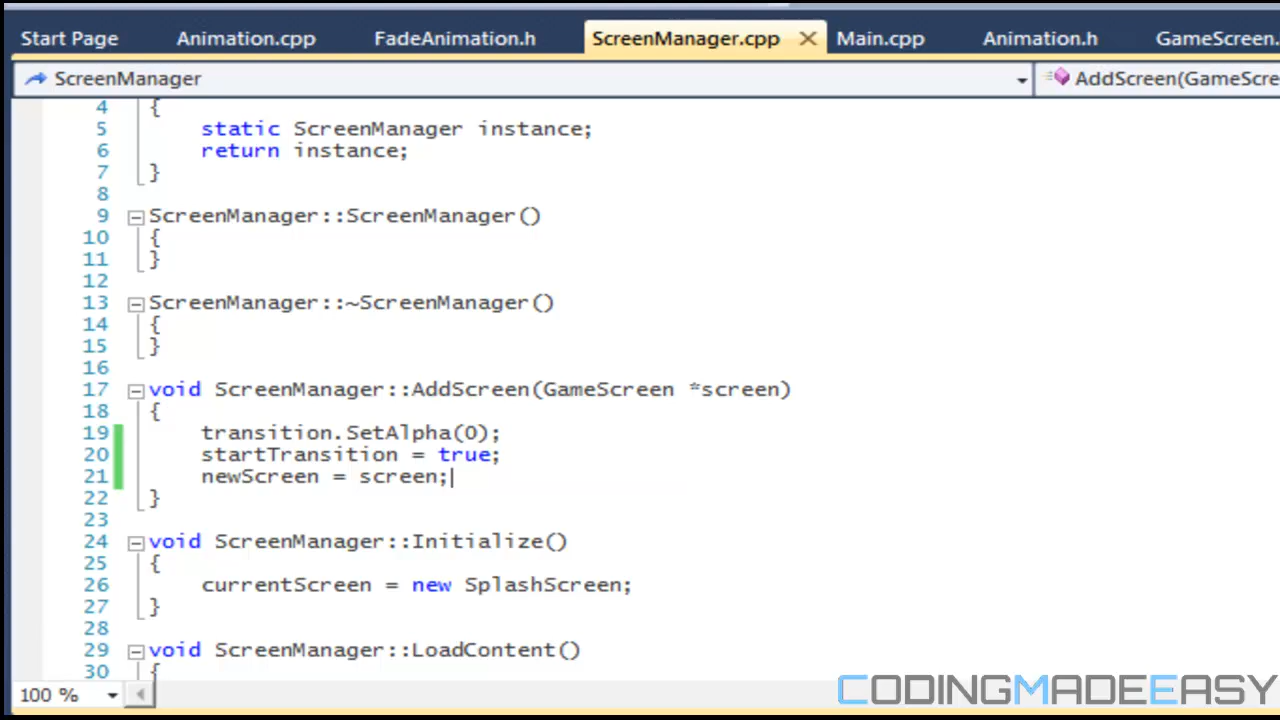 Start Page Animation.cpp FadeAnimation.h ScreenManager.cpp Main.cpp Animation.h GameScreen.
ScreenManager AddScreen(GameScre
4 {
5 static ScreenManager instance;
6 return instance;
7 }
8
9 ScreenManager::ScreenManager()
10 {
11 }
12
13 ScreenManager::~ScreenManager()
14 {
15 }
16
17 void ScreenManager::AddScreen(GameScreen *screen)
18 {
19 transition.SetAlpha(0);
20 startTransition = true;
21 newScreen = screen;
22 }
23
24 void ScreenManager::Initialize()
25 {
26 currentScreen = new SplashScreen;
27 }
28
29 void ScreenManager::LoadContent()
30 {
100 %
CODINGMADEEASY